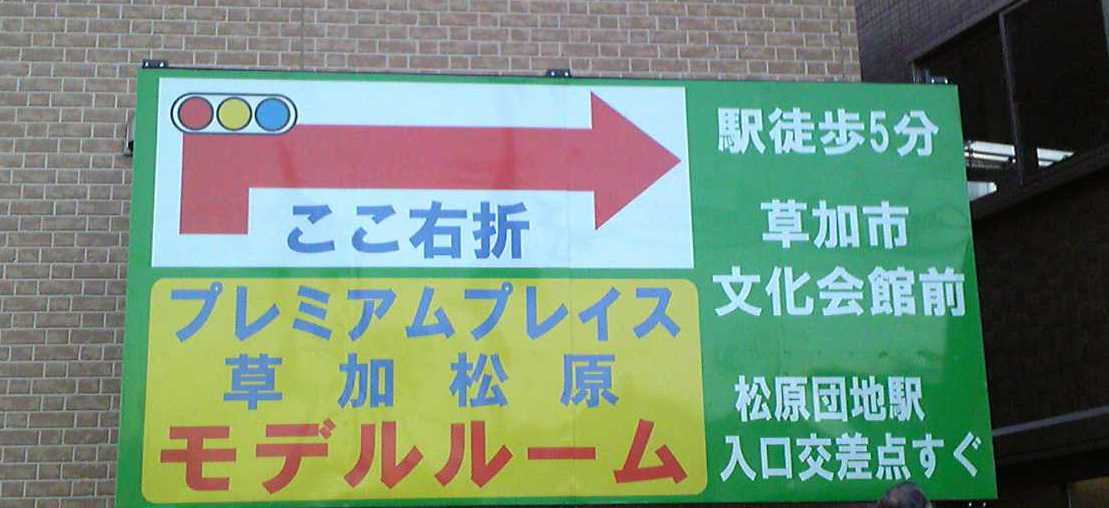 ここ右折
プレミアムプレイス
草加松原
モデルルーム
駅徒歩5分
草加市
文化会館前
松原団地駅
入口交差点すぐ